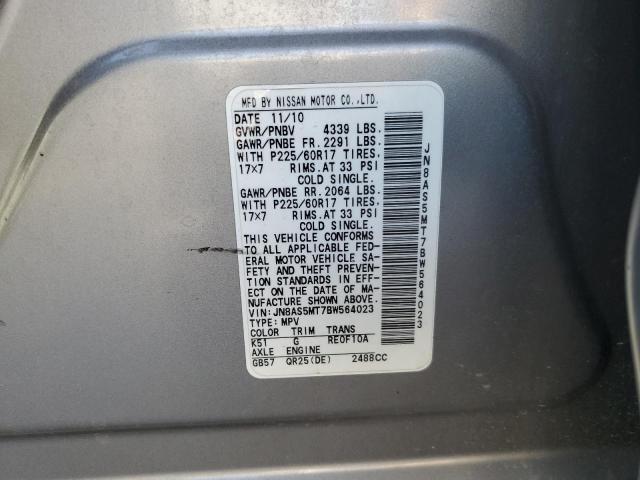 MFD BY NISSAN MOTOR CO.,LTD.
DATE 11/10
GVWR/PNBV 4339 LBS.
GAWR/PNBE FR. 2291 LBS.
WITH P225/60R17 TIRES.
17x7 RIMS.AT 33 PSI
COLD SINGLE.
GAWR/PNBE RR. 2064 LBS.
WITH P225/60R17 TIRES.
17x7 RIMS.AT 33 PSI
COLD SINGLE.
THIS VEHICLE CONFORMS
TO ALL APPLICABLE FED-
ERAL MOTOR VEHICLE SA-
FETY AND THEFT PREVEN-
TION STANDARDS IN EFF-
ECT ON THE DATE OF MA-
NUFACTURE SHOWN ABOVE.
VIN:JN8AS5MT7BW564023
TYPE: MPV
COLOR TRIM TRANS
K51 G RE0F10A
AXLE ENGINE
GB57 QR25(DE) 2488CC
JN8AS5MT7BW564023